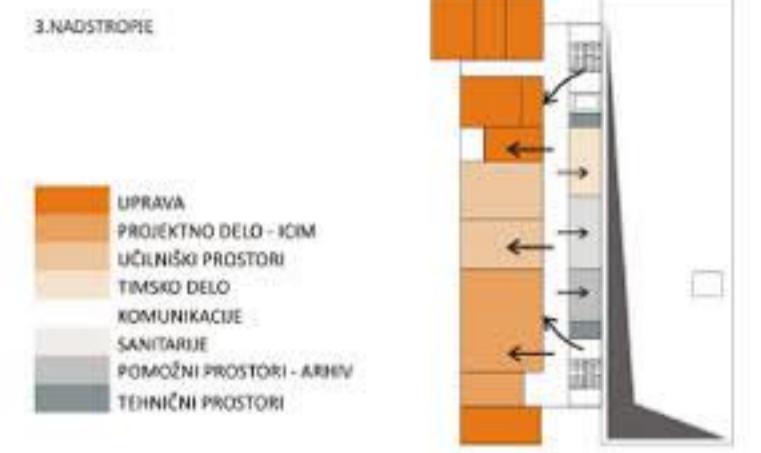 3.NADSTROPJE
UPRAVA
PROJEKTNO DELO - ICIM
UČILNIŠKI PROSTORI
TIMSKO DELO
KOMUNIKACIJE
SANITARIJE
POMOŽNI PROSTORI - ARHIV
TEHNIČNI PROSTORI